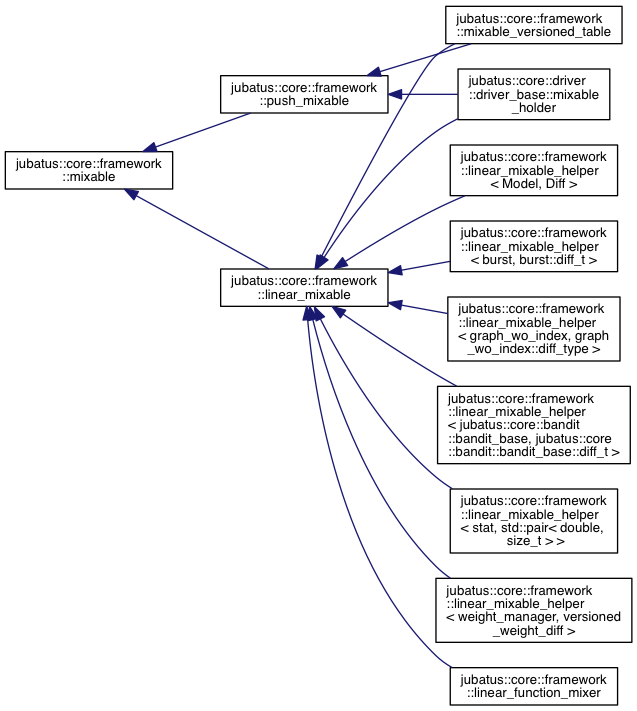 jubatus::core::framework
::mixable_versioned_table
jubatus::core::framework
::push_mixable
jubatus::core::driver
::driver_base::mixable
_holder
jubatus::core::framework
::mixable
jubatus::core::framework
::linear_mixable_helper
< Model, Diff >
jubatus::core::framework
::linear_mixable_helper
< burst, burst::diff_t >
jubatus::core::framework
::linear_mixable
jubatus::core::framework
::linear_mixable_helper
< graph_wo_index, graph
_wo_index::diff_type >
jubatus::core::framework
::linear_mixable_helper
< jubatus::core::bandit
::bandit_base, jubatus::core
::bandit::bandit_base::diff_t >
jubatus::core::framework
::linear_mixable_helper
< stat, std::pair< double,
size_t > >
jubatus::core::framework
::linear_mixable_helper
< weight_manager, versioned
_weight_diff >
jubatus::core::framework
::linear_function_mixer